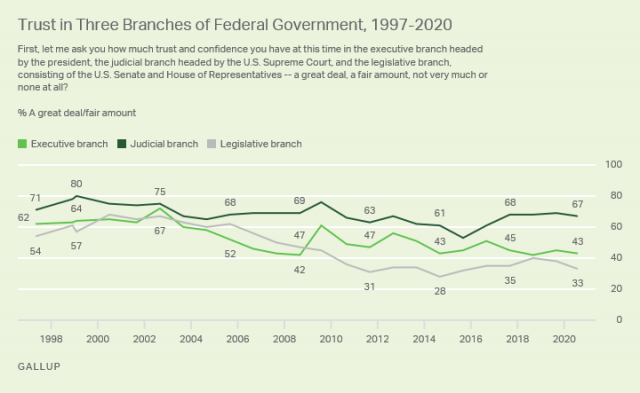 Trust in Three Branches of Federal Government, 1997-2020
First, let me ask you how much trust and confidence you have at this time in the executive branch headed
by the president, the judicial branch headed by the U.S. Supreme Court, and the legislative branch,
consisting of the U.S. Senate and House of Representatives -- a great deal, a fair amount, not very much or
none at all?
% A great deal/fair amount
Executive branch Judicial branch Legislative branch
100
80 75
71 80
68 69 63 61 68 67
62 64
60
67 47 47 43 45 43
54 57 52
40
42 31 28 35 33
20
0
1998 2000 2002 2004 2006 2008 2010 2012 2014 2016 2018 2020
GALLUP